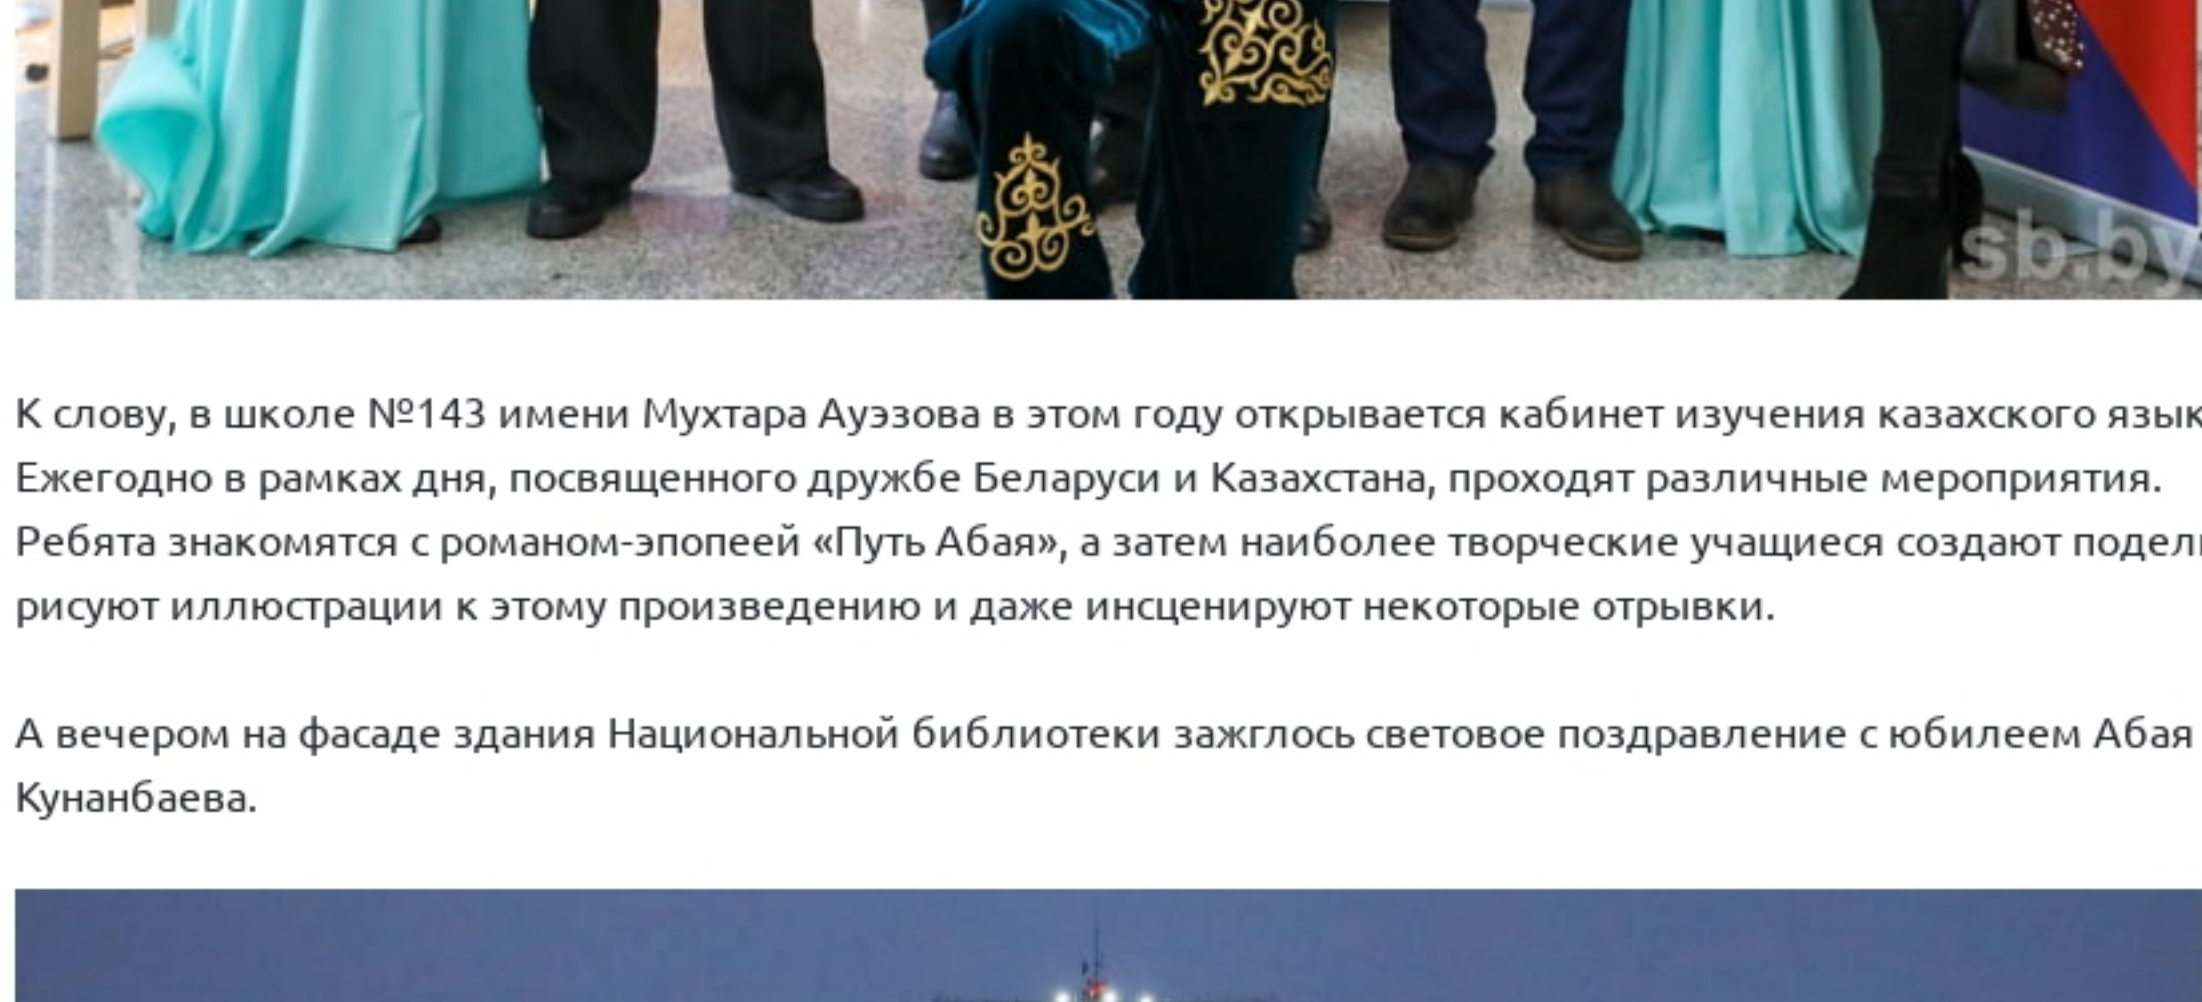 sb.by
К слову, в школе №143 имени Мухтара Ауэзова в этом году открывается кабинет изучения казахского
Ежегодно в рамках дня, посвященного дружбе Беларуси и Казахстана, проходят различные мероприятия.
Ребята знакомятся с романом-эпопеей «Путь Абая», а затем наиболее творческие учащиеся создают
рисуют иллюстрации к этому произведению и даже инсценируют некоторые отрывки.
А вечером на фасаде здания Национальной библиотеки зажглось световое поздравление с юбилеем Абая
Кунанбаева.